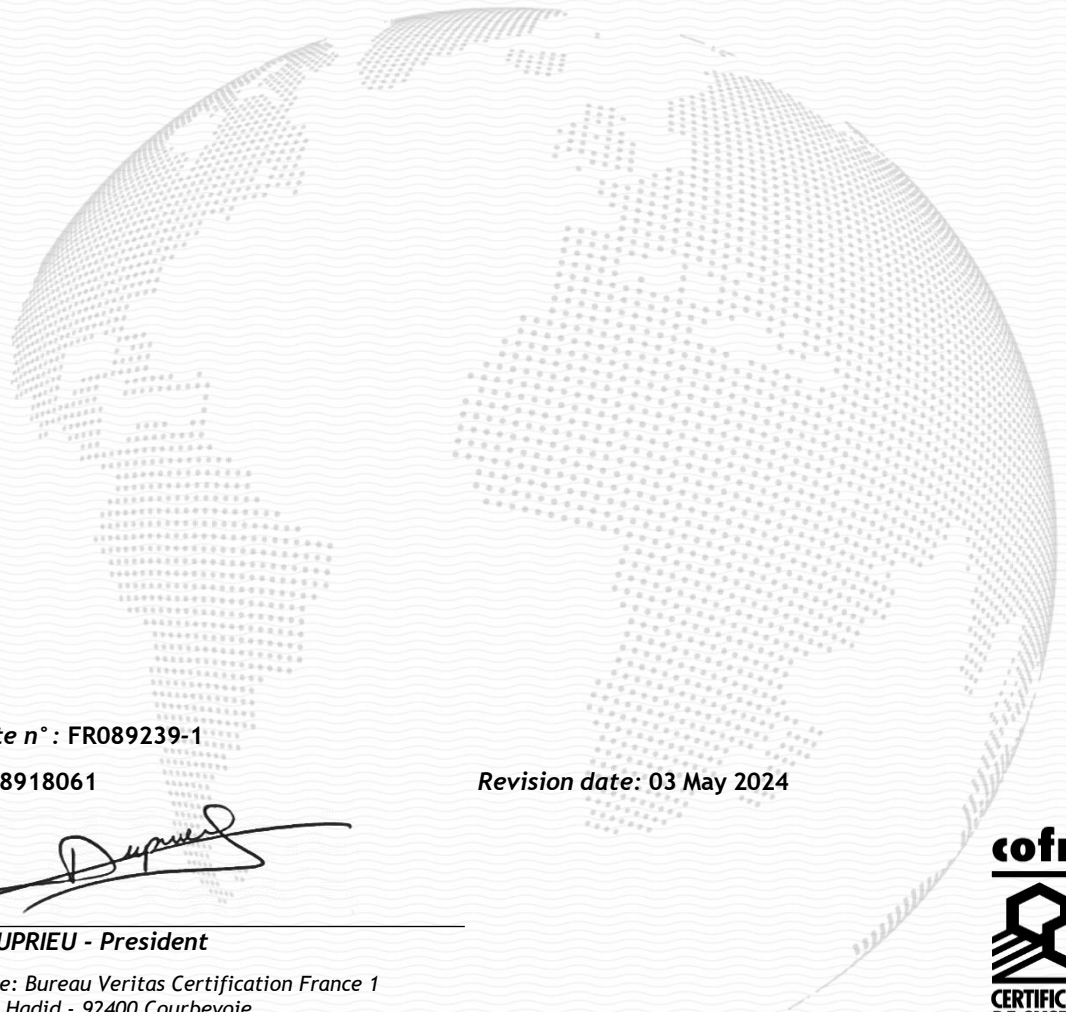 te n°: FR089239-1
8918061
Revision date: 03 May 2024
UPRIEU - President
e: Bureau Veritas Certification France 1
Hadid - 92400 Courbevoie
cofr
CERTIFIC